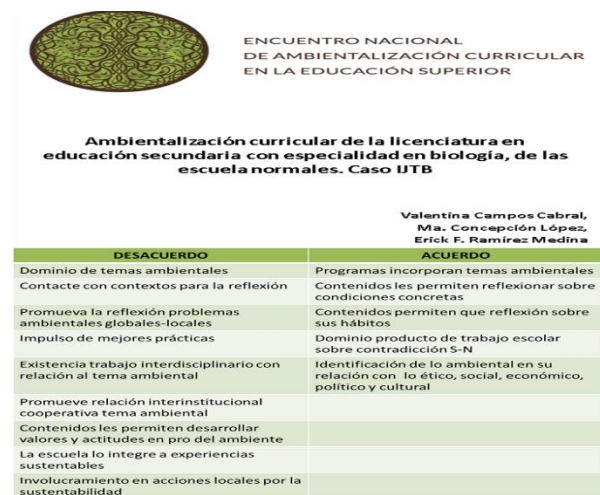 ENCUENTRO NACIONAL
DE AMBIENTALIZACIÓN CURRICULAR
EN LA EDUCACIÓN SUPERIOR
Ambientalización curricular de la licenciatura en
educación secundaria con especialidad en biología, de las
escuela normales. Caso IJTB
Valentina Campos Cabral,
Ma. Concepción López,
Erick F. Ramírez Medina
DESACUERDO
ACUERDO
Dominio de temas ambientales
Programas incorporan temas ambientales
Contacte con contextos para la reflexión
Contenidos les permiten reflexionar sobre
condiciones concretas
Promueva la reflexión problemas
ambientales globales-locales
Contenidos permiten que reflexión sobre
sus hábitos
Impulso de mejores prácticas
Dominio producto de trabajo escolar
sobre contradicción S-N
Existencia trabajo interdisciplinario con
relación al tema ambiental
Identificación de lo ambiental en su
relación con  lo ético, social, económico,
político y cultural
Promueve relación interinstitucional
cooperativa tema ambiental
Contenidos les permiten desarrollar
valores y actitudes en pro del ambiente
La escuela lo integre a experiencias
sustentables
Involucramiento en acciones locales por la
sustentabilidad